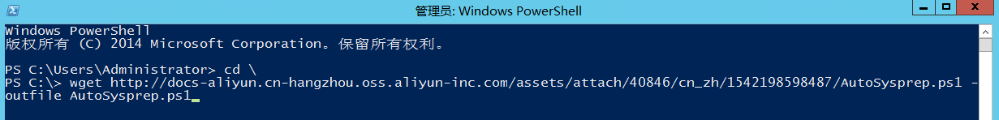 管理员: Windows PowerShell
Windows PowerShell
版权所有 (C) 2014 Microsoft Corporation。保留所有权利。
PS C:\Users\Administrator> cd \
PS C:\> wget http://docs-aliyun.cn-hangzhou.oss.aliyun-inc.com/assets/attach/40846/cn_zh/1542198598487/AutoSysprep.ps1 -
outfile AutoSysprep.ps1